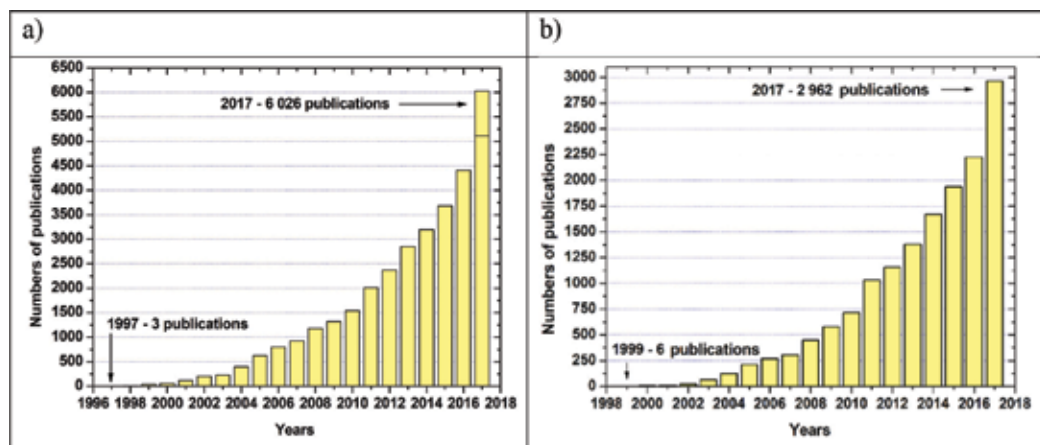 a)
6500
6000
5500
5000
4500
4000
3500
3000
2500
2000
1500
1000
500
0
Numbers of publications
2017 - 6 026 publications
1997 - 3 publications
1996 1998 2000 2002 2004 2006 2008 2010 2012 2014 2016 2018
Years
b)
3000
2750
2500
2250
2000
1750
1500
1250
1000
750
500
250
0
Numbers of publications
2017 - 2 962 publications
1999 - 6 publications
1998 2000 2002 2004 2006 2008 2010 2012 2014 2016 2018
Years